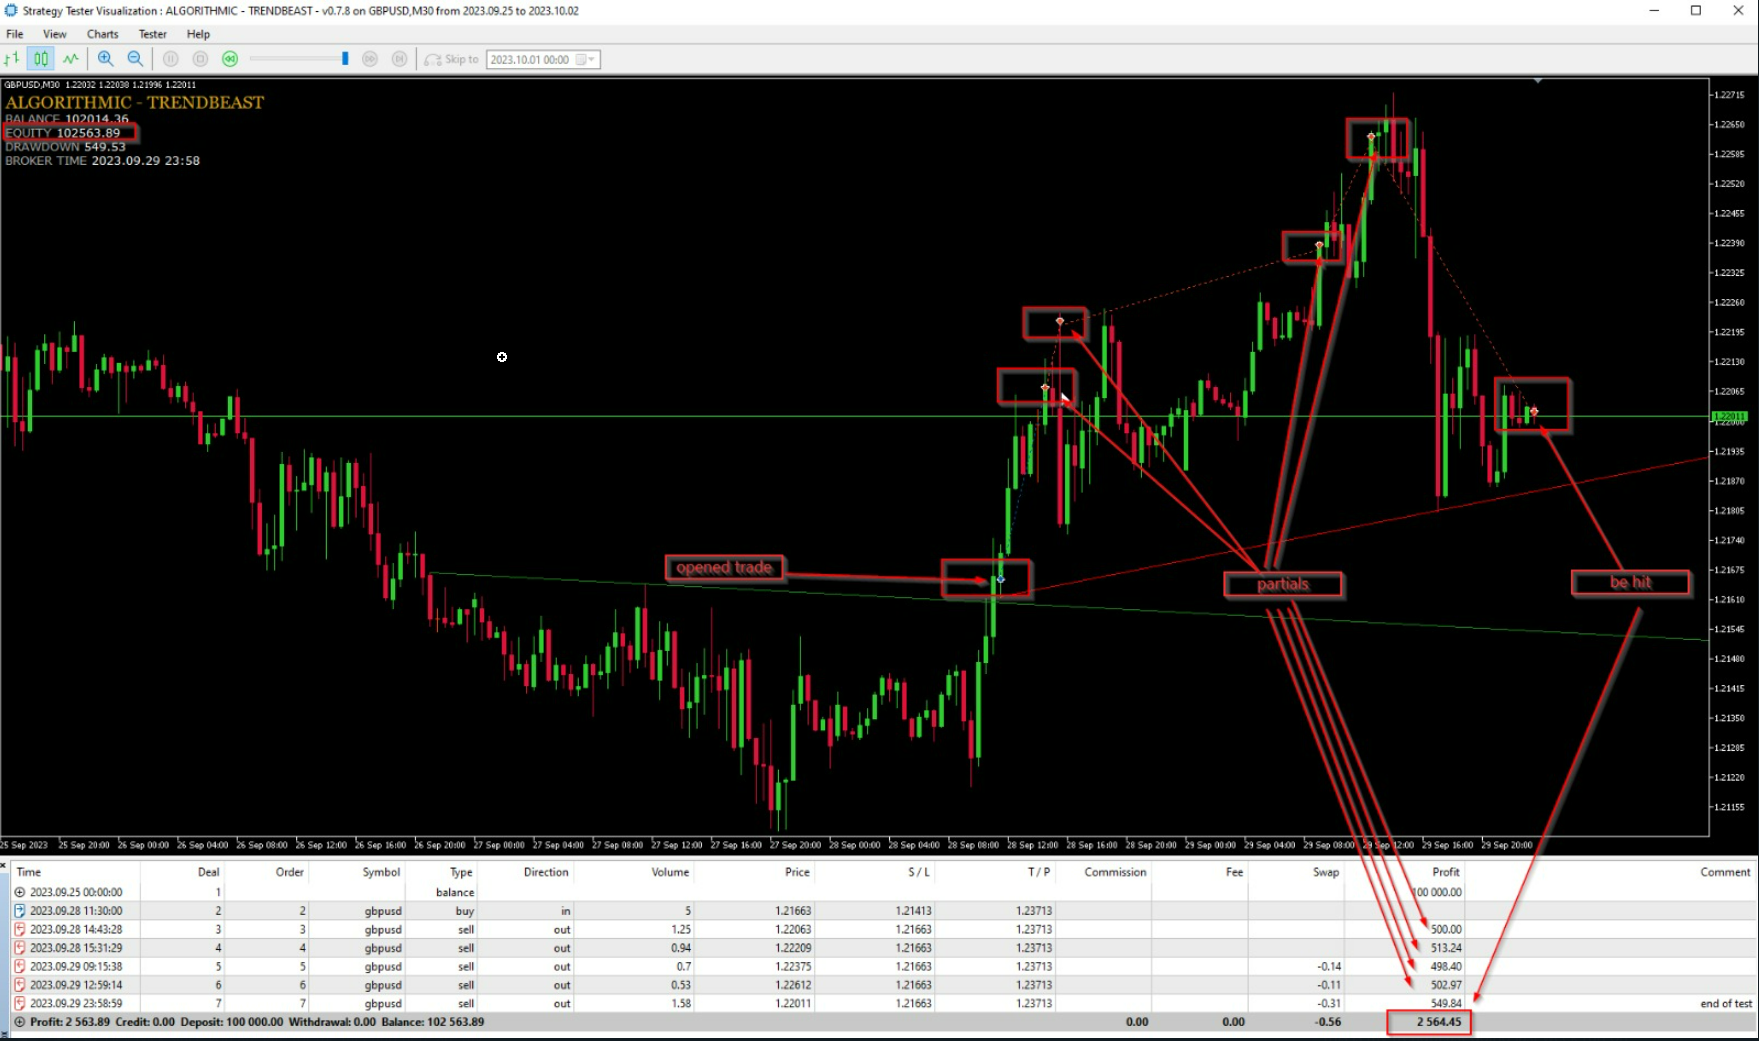 Strategy Tester Visualization : ALGORITHMIC - TRENDBEAST - v0.7.8 on GBPUSD,M30 from 2023.09.25 to 2023.10.02
File View Charts Tester Help
Skip to 2023.10.01 00:00
GBPUSD,M30 1.22032 1.22038 1.21996 1.22011
ALGORITHMIC - TRENDBEAST
BALANCE 102014.36
EQUITY 102563.89
DRAWDOWN 549.53
BROKER TIME 2023.09.29 23:58
1.22715
1.22650
1.22585
1.22520
1.22455
1.22390
1.22325
1.22260
1.22195
1.22130
1.22065
1.22011
1.22000
1.21935
1.21870
1.21805
1.21740
1.21675
1.21610
1.21545
1.21480
1.21415
1.21350
1.21285
1.21220
1.21155
opened trade
partials
be hit
25 Sep 2023 25 Sep 20:00 26 Sep 00:00 26 Sep 04:00 26 Sep 08:00 26 Sep 12:00 26 Sep 16:00 26 Sep 20:00 27 Sep 00:00 27 Sep 04:00 27 Sep 08:00 27 Sep 12:00 27 Sep 16:00 27 Sep 20:00 28 Sep 00:00 28 Sep 04:00 28 Sep 08:00 28 Sep 12:00 28 Sep 16:00 28 Sep 20:00 29 Sep 00:00 29 Sep 04:00 29 Sep 08:00 29 Sep 12:00 29 Sep 16:00 29 Sep 20:00
Time Deal Order Symbol Type Direction Volume Price S / L T / P Commission Fee Swap Profit Comment
2023.09.25 00:00:00 1 balance 100 000.00
2023.09.28 11:30:00 2 2 gbpusd buy in 5 1.21663 1.21413 1.23713
2023.09.28 14:43:28 3 3 gbpusd sell out 1.25 1.22063 1.21663 1.23713 500.00
2023.09.28 15:31:29 4 4 gbpusd sell out 0.94 1.22209 1.21663 1.23713 513.24
2023.09.29 09:15:38 5 5 gbpusd sell out 0.7 1.22375 1.21663 1.23713 -0.14 498.40
2023.09.29 12:59:14 6 6 gbpusd sell out 0.53 1.22612 1.21663 1.23713 -0.11 502.97
2023.09.29 23:58:59 7 7 gbpusd sell out 1.58 1.22011 1.21663 1.23713 -0.31 549.84 end of test
Profit: 2 563.89 Credit: 0.00 Deposit: 100 000.00 Withdrawal: 0.00 Balance: 102 563.89 0.00 0.00 -0.56 2 564.45